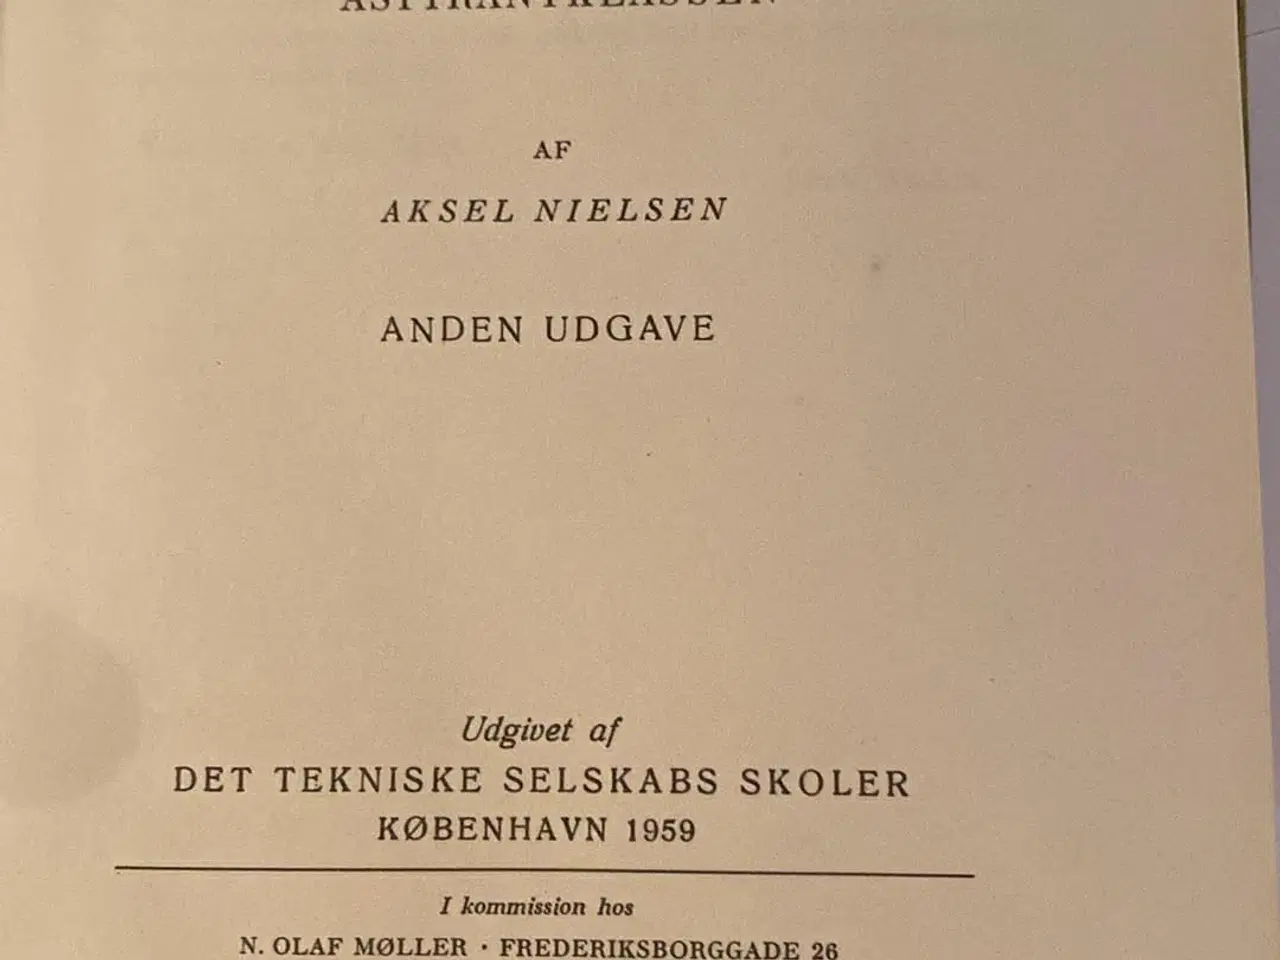 ASPIRANTKLASSEN
AF
AKSEL NIELSEN
ANDEN UDGAVE
Udgivet af
DET TEKNISKE SELSKABS SKOLER
KØBENHAVN 1959
I kommission hos
N. OLAF MØLLER · FREDERIKSBORGGADE 26